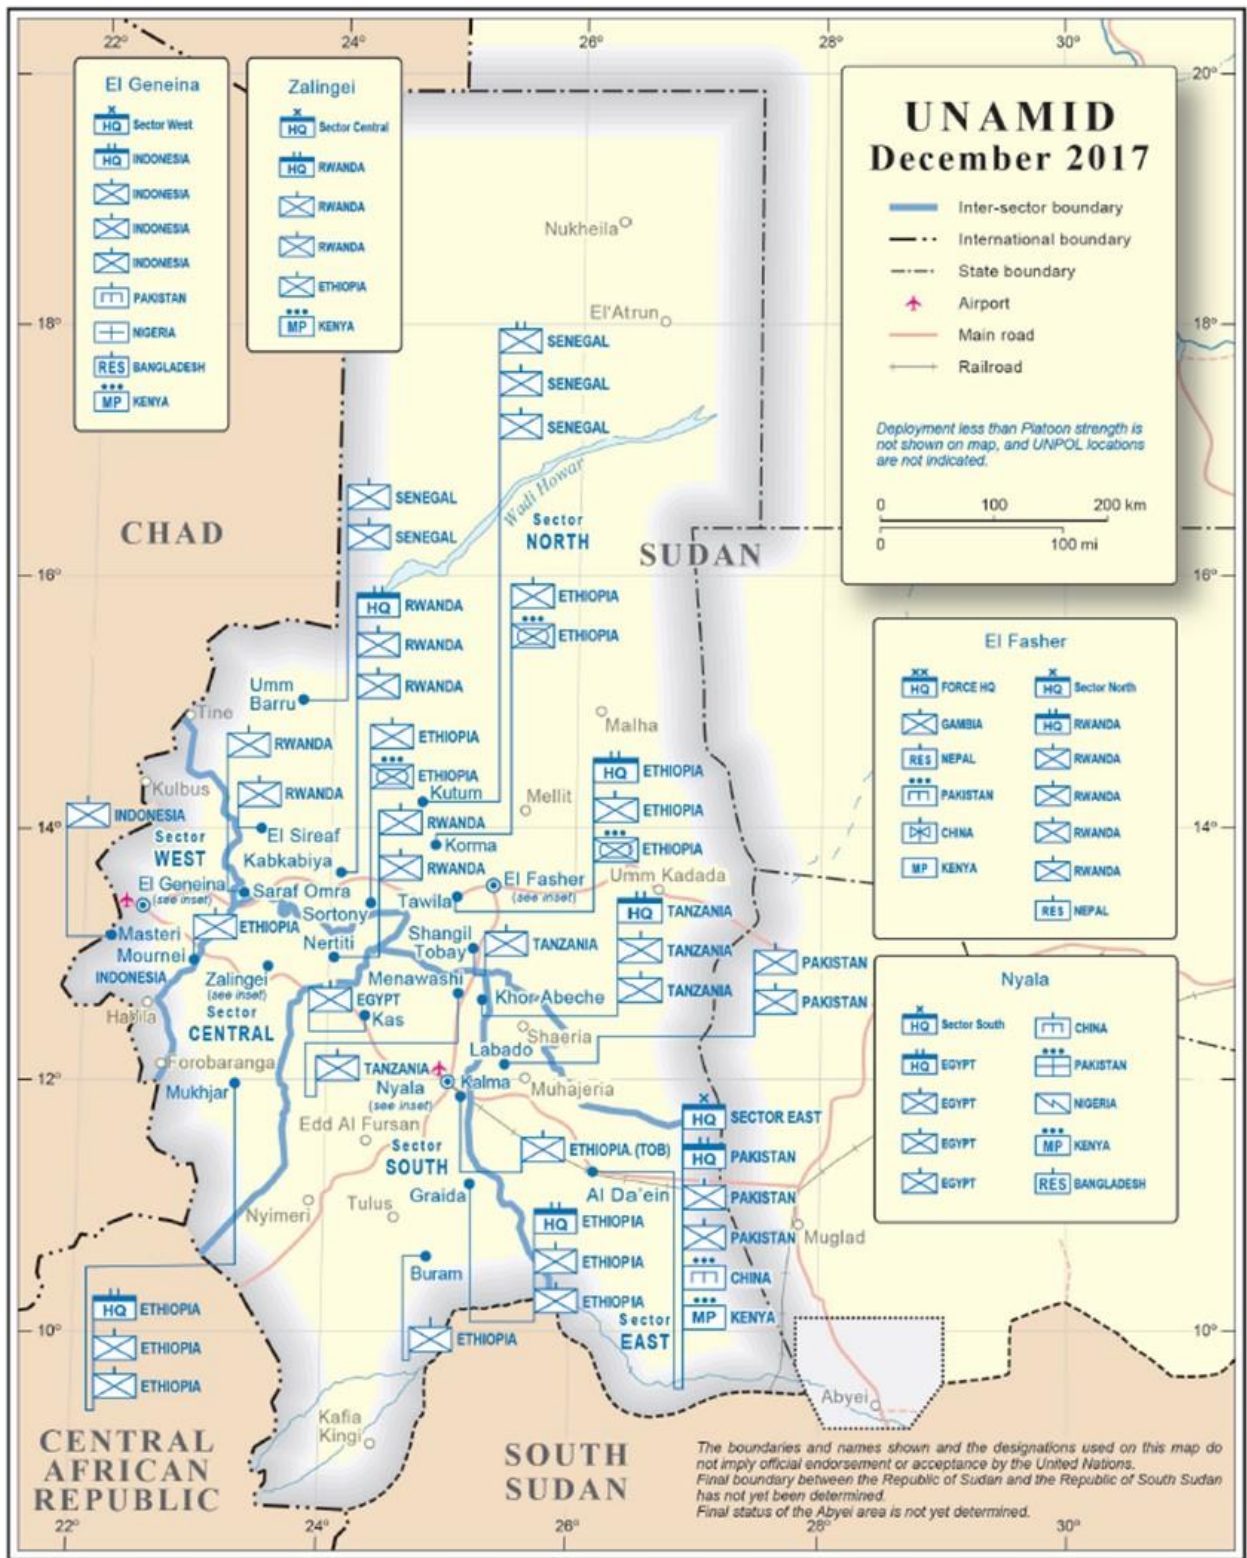 22°
24°
26°
28°
30°
20°
18°
16°
14°
12°
10°
El Geneina
HQ Sector West
HQ INDONESIA
INDONESIA
INDONESIA
INDONESIA
PAKISTAN
NIGERIA
RES BANGLADESH
MP KENYA
Zalingei
HQ Sector Central
HQ RWANDA
RWANDA
RWANDA
ETHIOPIA
MP KENYA
UNAMID
December 2017
Inter-sector boundary
International boundary
State boundary
Airport
Main road
Railroad
Deployment less than Platoon strength is
not shown on map, and UNPOL locations
are not indicated.
0 100 200 km
0 100 mi
Nukheila
El'Atrun
18°
SENEGAL
SENEGAL
SENEGAL
Wadi Howar
SENEGAL
SENEGAL
CHAD
Sector
NORTH
SUDAN
16°
HQ RWANDA
RWANDA
RWANDA
ETHIOPIA
ETHIOPIA
Umm
Barru
Tine
RWANDA
Malha
ETHIOPIA
ETHIOPIA
Kulbus
RWANDA
Kutum
Mellit
HQ ETHIOPIA
ETHIOPIA
ETHIOPIA
INDONESIA
RWANDA
RWANDA
14°
Sector
WEST
El Sireaf
Korma
Kabkabiya
El Geneina
(see inset)
Saraf Omra
Sortony
Tawila
El Fasher
(see inset)
Umm Kadada
HQ TANZANIA
TANZANIA
TANZANIA
Masteri
Mournei
ETHIOPIA
Nertiti
Shangil
Tobay
TANZANIA
INDONESIA
Zalingei
(see inset)
Menawashi
PAKISTAN
PAKISTAN
Habila
Sector
CENTRAL
EGYPT
Kas
Khor Abeche
Shaeria
Forobaranga
Labado
TANZANIA
Nyala
(see inset)
Kalma
Muhajeria
Mukhjar
Edd Al Fursan
Sector
SOUTH
ETHIOPIA (TOB)
HQ SECTOR EAST
HQ PAKISTAN
PAKISTAN
PAKISTAN
CHINA
MP KENYA
Graida
Al Da'ein
Nyimeri
Tulus
HQ ETHIOPIA
ETHIOPIA
ETHIOPIA
Muglad
Buram
ETHIOPIA
Sector
EAST
HQ ETHIOPIA
ETHIOPIA
ETHIOPIA
El Fasher
HQ FORCE HQ
GAMBIA
RES NEPAL
PAKISTAN
CHINA
MP KENYA
HQ Sector North
HQ RWANDA
RWANDA
RWANDA
RWANDA
RWANDA
RES NEPAL
Nyala
HQ Sector South
HQ EGYPT
EGYPT
EGYPT
EGYPT
CHINA
PAKISTAN
NIGERIA
MP KENYA
RES BANGLADESH
12°
10°
Abyei
Kafia
Kingi
CENTRAL
AFRICAN
REPUBLIC
SOUTH
SUDAN
The boundaries and names shown and the designations used on this map do
not imply official endorsement or acceptance by the United Nations.
Final boundary between the Republic of Sudan and the Republic of South Sudan
has not yet been determined.
Final status of the Abyei area is not yet determined.
22°
24°
26°
28°
30°